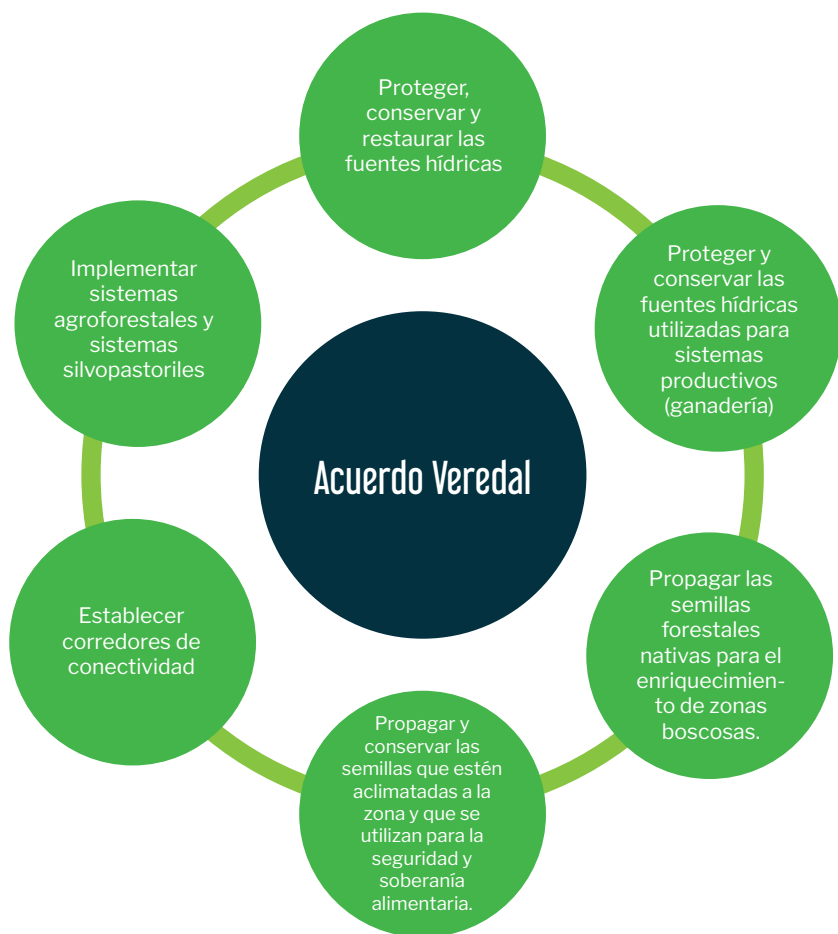 Proteger,
conservar y
restaurar las
fuentes hídricas
Proteger y
conservar las
fuentes hídricas
utilizadas para
sistemas
productivos
(ganadería)
Propagar las
semillas
forestales
nativas para el
enriquecimien-
to de zonas
boscosas.
Propagar y
conservar las
semillas que estén
aclimatadas a la
zona y que se
utilizan para la
seguridad y
soberanía
alimentaria.
Establecer
corredores de
conectividad
Implementar
sistemas
agroforestales y
sistemas
silvopastoriles
Acuerdo Veredal